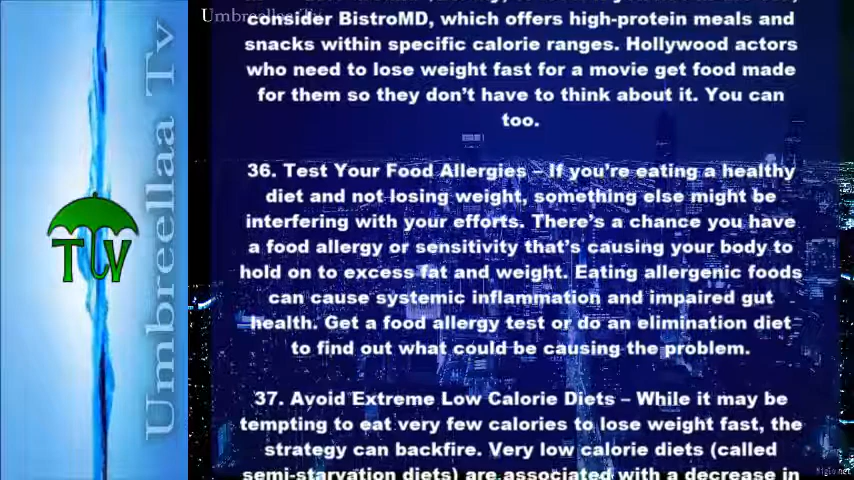 Umbreellaa Tv
consider BistroMD, which offers high-protein meals and
snacks within specific calorie ranges. Hollywood actors
who need to lose weight fast for a movie get food made
for them so they don't have to think about it. You can
too.
36. Test Your Food Allergies – If you're eating a healthy
diet and not losing weight, something else might be
interfering with your efforts. There's a chance you have
a food allergy or sensitivity that's causing your body to
hold on to excess fat and weight. Eating allergenic foods
can cause systemic inflammation and impaired gut
health. Get a food allergy test or do an elimination diet
to find out what could be causing the problem.
37. Avoid Extreme Low Calorie Diets – While it may be
tempting to eat very few calories to lose weight fast, the
strategy can backfire. Very low calorie diets (called
semi-starvation diets) are associated with a decrease in
TV
Umbreellaa Tv